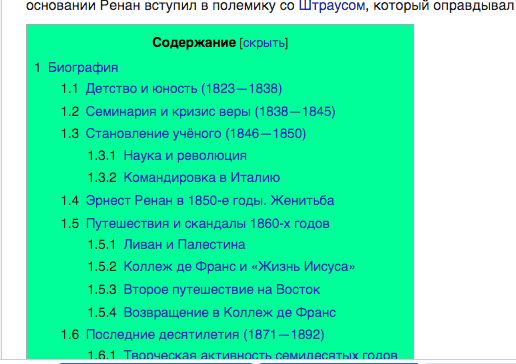 основании Ренан вступил в полемику со Штраусом, который оправдывал
Содержание [скрыть]
1 Биография
1.1 Детство и юность (1823—1838)
1.2 Семинария и кризис веры (1838—1845)
1.3 Становление учёного (1846—1850)
1.3.1 Наука и революция
1.3.2 Командировка в Италию
1.4 Эрнест Ренан в 1850-е годы. Женитьба
1.5 Путешествия и скандалы 1860-х годов
1.5.1 Ливан и Палестина
1.5.2 Коллеж де Франс и «Жизнь Иисуса»
1.5.3 Второе путешествие на Восток
1.5.4 Возвращение в Коллеж де Франс
1.6 Последние десятилетия (1871—1892)
1.6.1 Творческая активность семидесятых годов